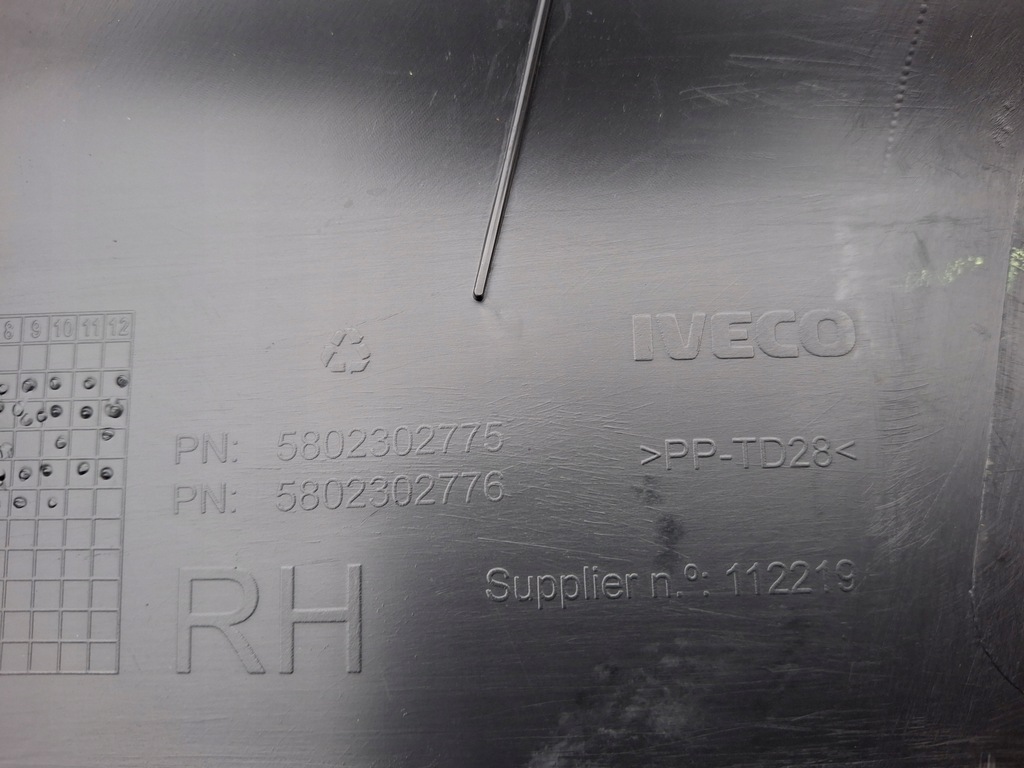 8 9 10 11 12
IVECO
PN: 5802302775
>PP-TD28<
PN: 5802302776
RH
Supplier n.º: 112219